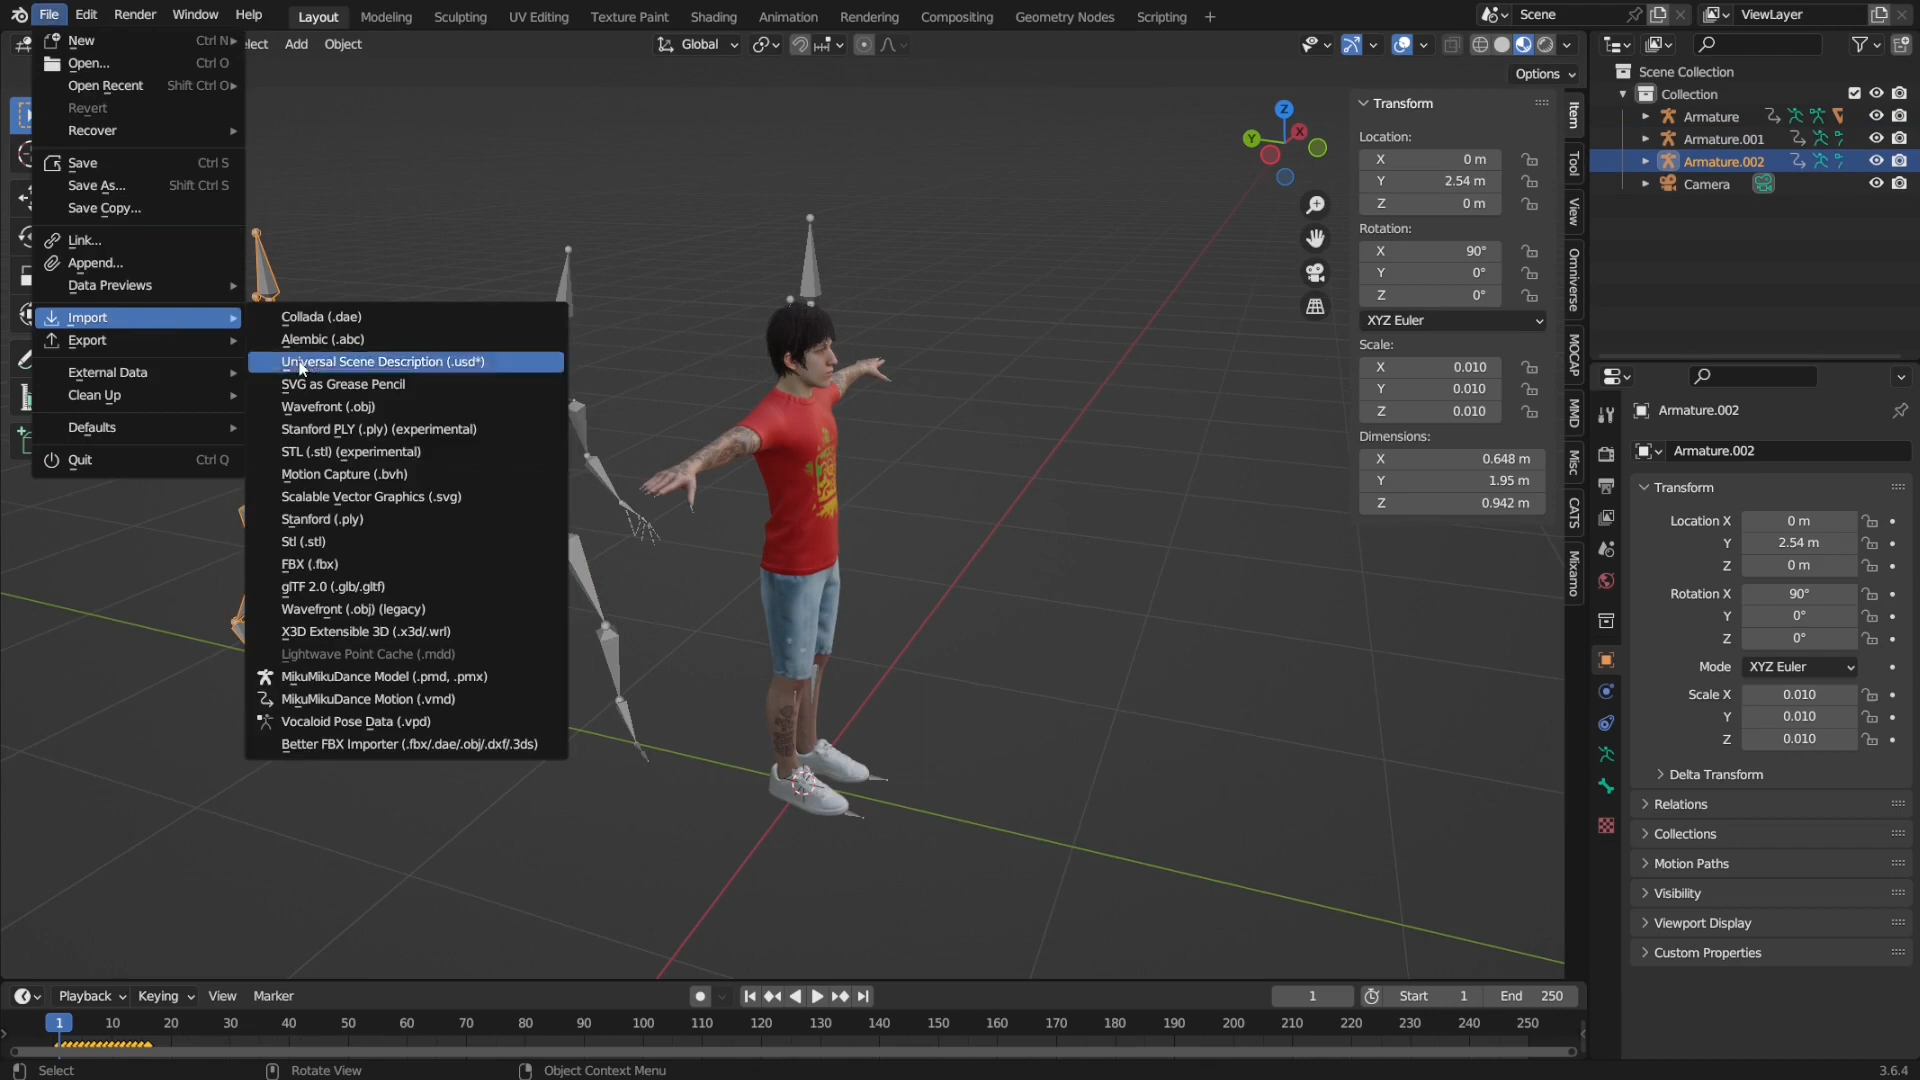 File Edit Render Window Help Layout Modeling Sculpting UV Editing Texture Paint Shading Animation Rendering Compositing Geometry Nodes Scripting + Scene ViewLayer
elect Add Object Global
Options
New Ctrl N
Open... Ctrl O
Open Recent Shift Ctrl O
Revert
Recover
Save Ctrl S
Save As... Shift Ctrl S
Save Copy...
Link...
Append...
Data Previews
Import
Export
External Data
Clean Up
Defaults
Quit Ctrl Q
Collada (.dae)
Alembic (.abc)
Universal Scene Description (.usd*)
SVG as Grease Pencil
Wavefront (.obj)
Stanford PLY (.ply) (experimental)
STL (.stl) (experimental)
Motion Capture (.bvh)
Scalable Vector Graphics (.svg)
Stanford (.ply)
Stl (.stl)
FBX (.fbx)
glTF 2.0 (.glb/.gltf)
Wavefront (.obj) (legacy)
X3D Extensible 3D (.x3d/.wrl)
Lightwave Point Cache (.mdd)
MikuMikuDance Model (.pmd, .pmx)
MikuMikuDance Motion (.vmd)
Vocaloid Pose Data (.vpd)
Better FBX Importer (.fbx/.dae/.obj/.dxf/.3ds)
Z
Y
X
Transform
Location:
X 0 m
Y 2.54 m
Z 0 m
Rotation:
X 90°
Y 0°
Z 0°
XYZ Euler
Scale:
X 0.010
Y 0.010
Z 0.010
Dimensions:
X 0.648 m
Y 1.95 m
Z 0.942 m
Item
Tool
View
Omniverse
MOCAP
MMD
Misc
CATS
Mixamo
Scene Collection
Collection
Armature
Armature.001
Armature.002
Camera
Armature.002
Armature.002
Transform
Location X 0 m
Y 2.54 m
Z 0 m
Rotation X 90°
Y 0°
Z 0°
Mode XYZ Euler
Scale X 0.010
Y 0.010
Z 0.010
Delta Transform
Relations
Collections
Motion Paths
Visibility
Viewport Display
Custom Properties
Playback Keying View Marker 1 Start 1 End 250
1 10 20 30 40 50 60 70 80 90 100 110 120 130 140 150 160 170 180 190 200 210 220 230 240 250
Select Rotate View Object Context Menu 3.6.4